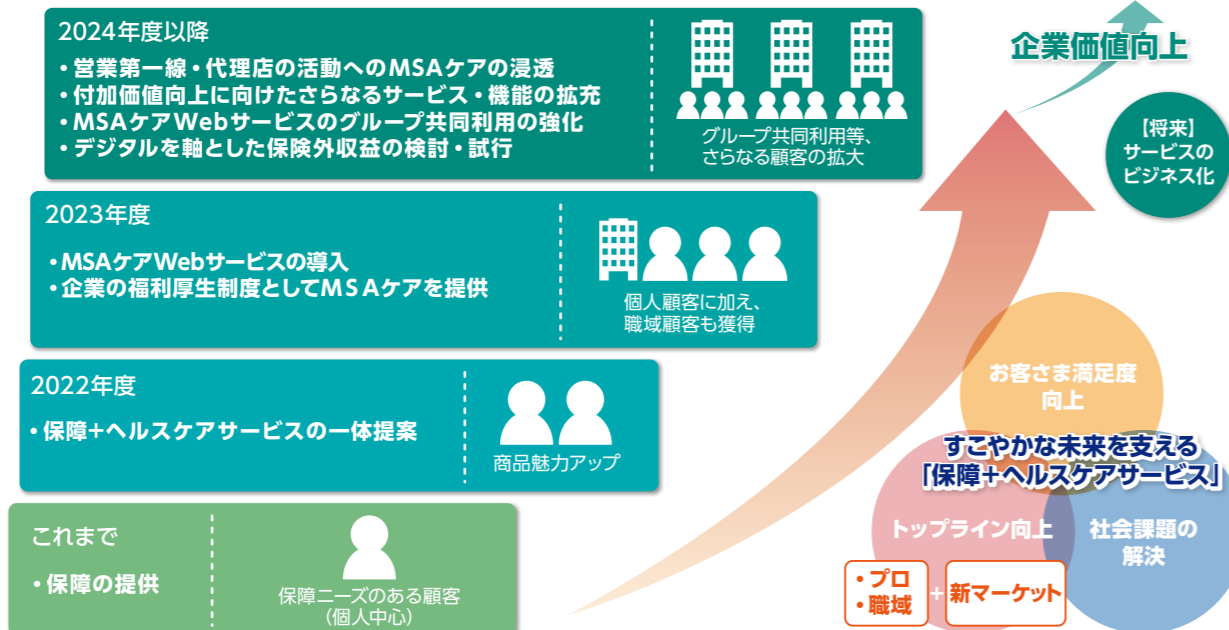 2024年度以降
・営業第一線・代理店の活動へのMSAケアの浸透
・付加価値向上に向けたさらなるサービス・機能の拡充
・MSAケアWebサービスのグループ共同利用の強化
・デジタルを軸とした保険外収益の検討・試行
グループ共同利用等、
さらなる顧客の拡大
2023年度
・MSAケアWebサービスの導入
・企業の福利厚生制度としてMSAケアを提供
個人顧客に加え、
職域顧客も獲得
2022年度
・保障+ヘルスケアサービスの一体提案
商品魅力アップ
これまで
・保障の提供
保障ニーズのある顧客
(個人中心)
企業価値向上
【将来】
サービスの
ビジネス化
お客さま満足度
向上
すこやかな未来を支える
「保障+ヘルスケアサービス」
トップライン向上
社会課題の
解決
・プロ
・職域
+
新マーケット